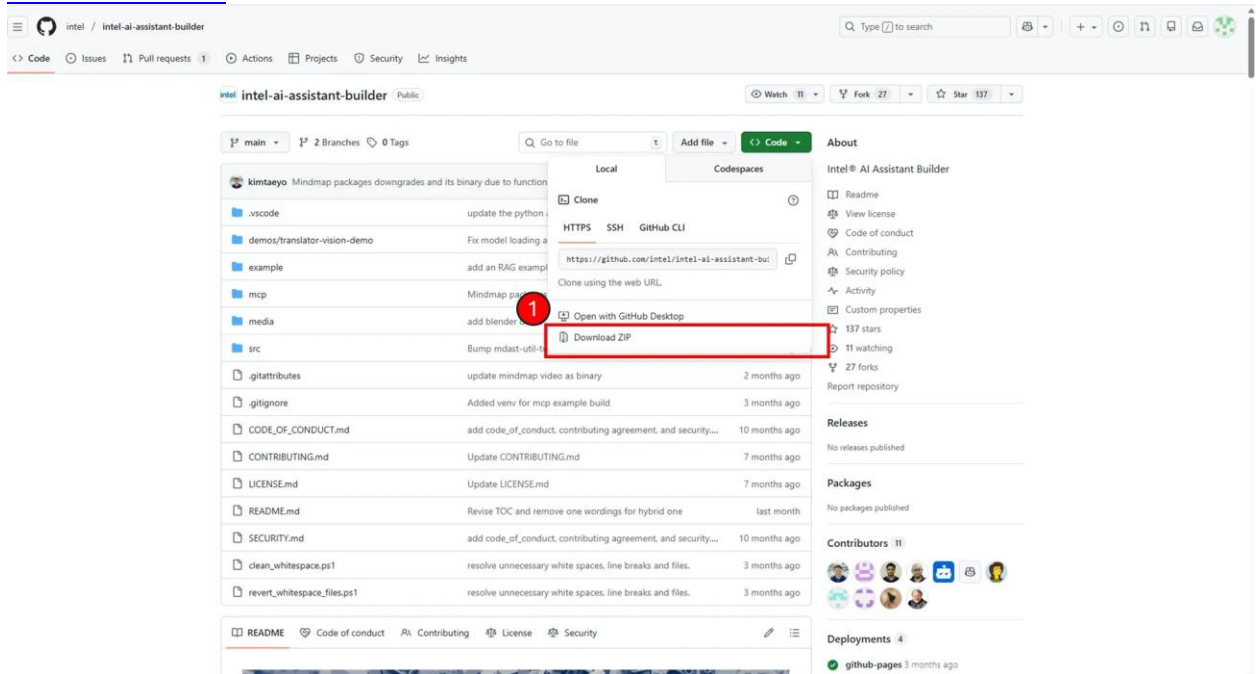 intel / intel-ai-assistant-builder
Type / to search
Code Issues Pull requests 1 Actions Projects Security Insights
intel intel-ai-assistant-builder Public
Watch 11 Fork 27 Star 137
main 2 Branches 0 Tags
Go to file t Add file Code
Local Codespaces
kimtaeyo Mindmap packages downgrades and its binary due to function
Clone
HTTPS SSH GitHub CLI
https://github.com/intel/intel-ai-assistant-bu
Clone using the web URL.
Open with GitHub Desktop
1
Download ZIP
.vscode update the python
demos/translator-vision-demo Fix model loading a
example add an RAG exampl
mcp Mindmap pac
media add blender
src Bump mdast-util-t
.gitattributes update mindmap video as binary 2 months ago
.gitignore Added venv for mcp example build 3 months ago
CODE_OF_CONDUCT.md add code_of_conduct, contributing agreement, and security.... 10 months ago
CONTRIBUTING.md Update CONTRIBUTING.md 7 months ago
LICENSE.md Update LICENSE.md 7 months ago
README.md Revise TOC and remove one wordings for hybrid one last month
SECURITY.md add code_of_conduct, contributing agreement, and security.... 10 months ago
clean_whitespace.ps1 resolve unnecessary white spaces, line breaks and files. 3 months ago
revert_whitespace_files.ps1 resolve unnecessary white spaces, line breaks and files. 3 months ago
README Code of conduct Contributing License Security
About
Intel® AI Assistant Builder
Readme
View license
Code of conduct
Contributing
Security policy
Activity
Custom properties
137 stars
11 watching
27 forks
Report repository
Releases
No releases published
Packages
No packages published
Contributors 11
Deployments 4
github-pages 3 months ago